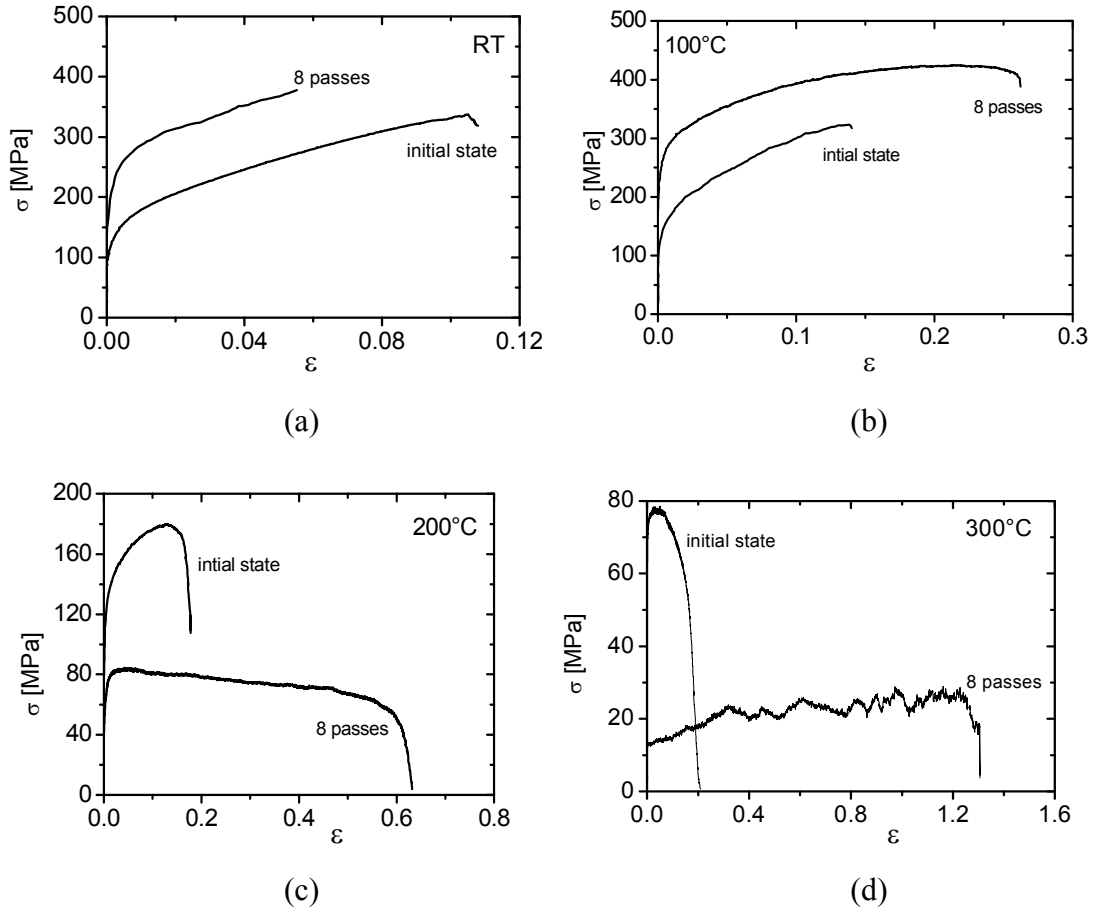 500
400
300
200
100
0
σ [MPa]
RT
8 passes
initial state
0.00 0.04 0.08 0.12
ε
(a)
500
400
300
200
100
0
σ [MPa]
100°C
8 passes
intial state
0.0 0.1 0.2 0.3
ε
(b)
200
160
120
80
40
0
σ [MPa]
200°C
intial state
8 passes
0.0 0.2 0.4 0.6 0.8
ε
(c)
80
60
40
20
0
σ [MPa]
300°C
initial state
8 passes
0.0 0.4 0.8 1.2 1.6
ε
(d)